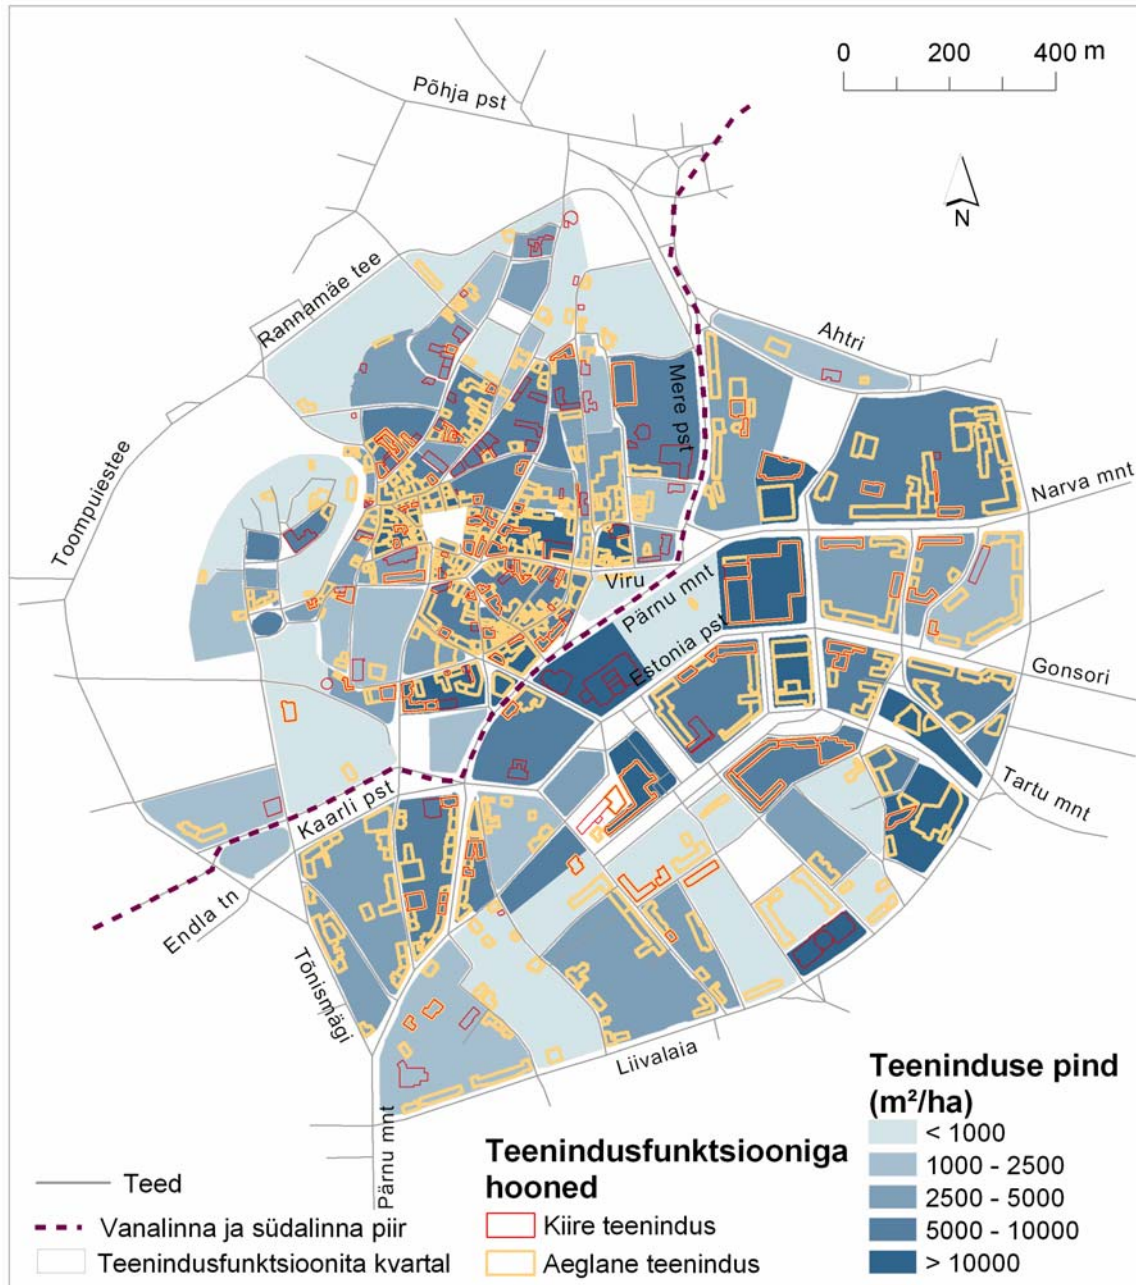 0 200 400 m
Põhja pst
N
Rannamäe tee
Ahtri
Mere pst
Toompuiestee
Narva mnt
Viru
Pärnu mnt
Estonia pst
Gonsori
Tartu mnt
Kaarli pst
Endla tn
Tõnismägi
Liivalaia
Pärnu mnt
Teeninduse pind
(m²/ha)
< 1000
1000 - 2500
2500 - 5000
5000 - 10000
> 10000
Teenindusfunktsiooniga
hooned
Kiire teenindus
Aeglane teenindus
Teed
Vanalinna ja südalinna piir
Teenindusfunktsioonita kvartal